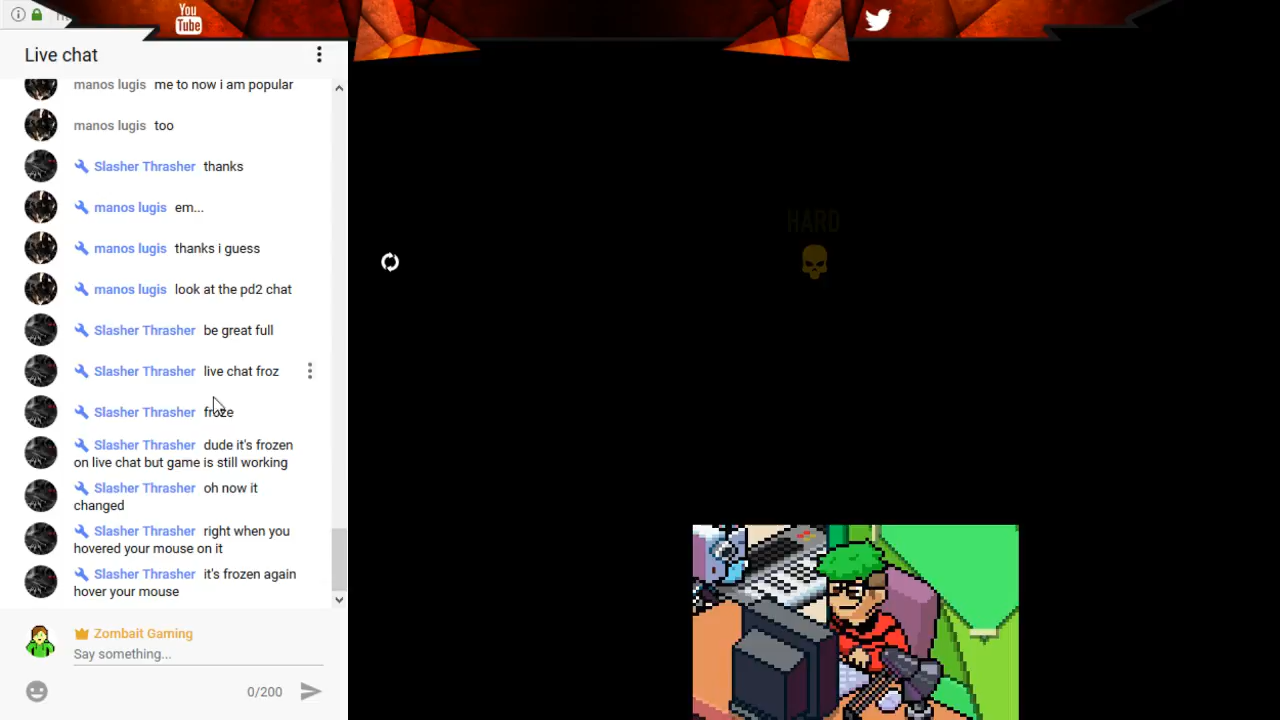 You
Tube
Live chat
manos lugis me to now i am popular
manos lugis too
Slasher Thrasher thanks
manos lugis em...
manos lugis thanks i guess
manos lugis look at the pd2 chat
Slasher Thrasher be great full
Slasher Thrasher live chat froz
Slasher Thrasher froze
Slasher Thrasher dude it's frozen
on live chat but game is still working
Slasher Thrasher oh now it
changed
Slasher Thrasher right when you
hovered your mouse on it
Slasher Thrasher it's frozen again
hover your mouse
Zombait Gaming
Say something...
0/200
HARD